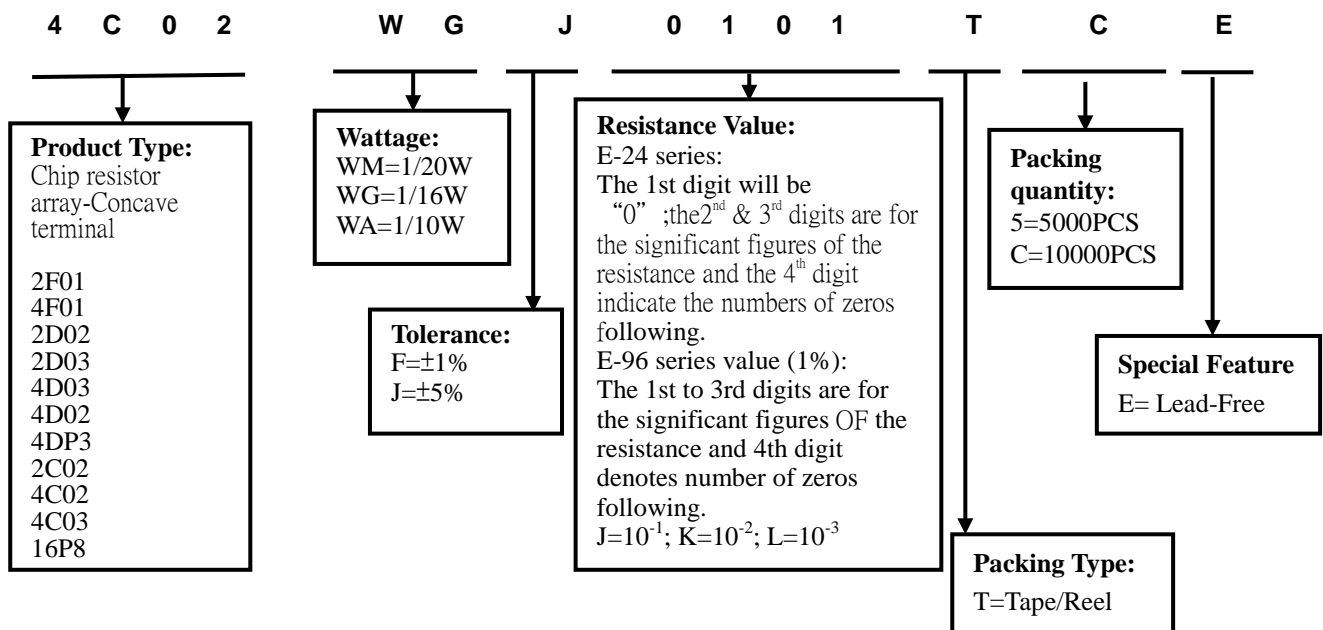 4 C 0 2 W G J 0 1 0 1 T C E
Product Type:
Chip resistor
array-Concave
terminal
2F01
4F01
2D02
2D03
4D03
4D02
4DP3
2C02
4C02
4C03
16P8
Wattage:
WM=1/20W
WG=1/16W
WA=1/10W
Tolerance:
F=±1%
J=±5%
Resistance Value:
E-24 series:
The 1st digit will be
“0” ;the2nd & 3rd digits are for
the significant figures of the
resistance and the 4th digit
indicate the numbers of zeros
following.
E-96 series value (1%):
The 1st to 3rd digits are for
the significant figures OF the
resistance and 4th digit
denotes number of zeros
following.
J=10-1; K=10-2; L=10-3
Packing
quantity:
5=5000PCS
C=10000PCS
Special Feature
E= Lead-Free
Packing Type:
T=Tape/Reel